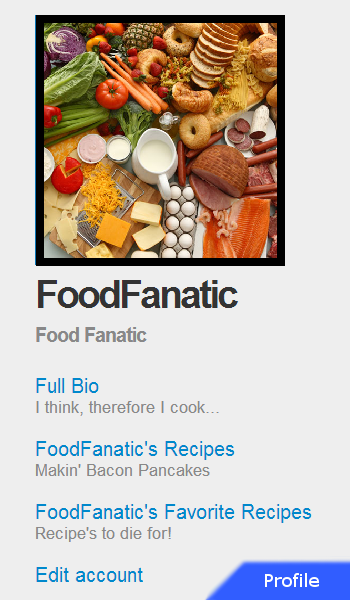 FoodFanatic
Food Fanatic
Full Bio
I think, therefore I cook...
FoodFanatic's Recipes
Makin' Bacon Pancakes
FoodFanatic's Favorite Recipes
Recipe's to die for!
Edit account
Profile